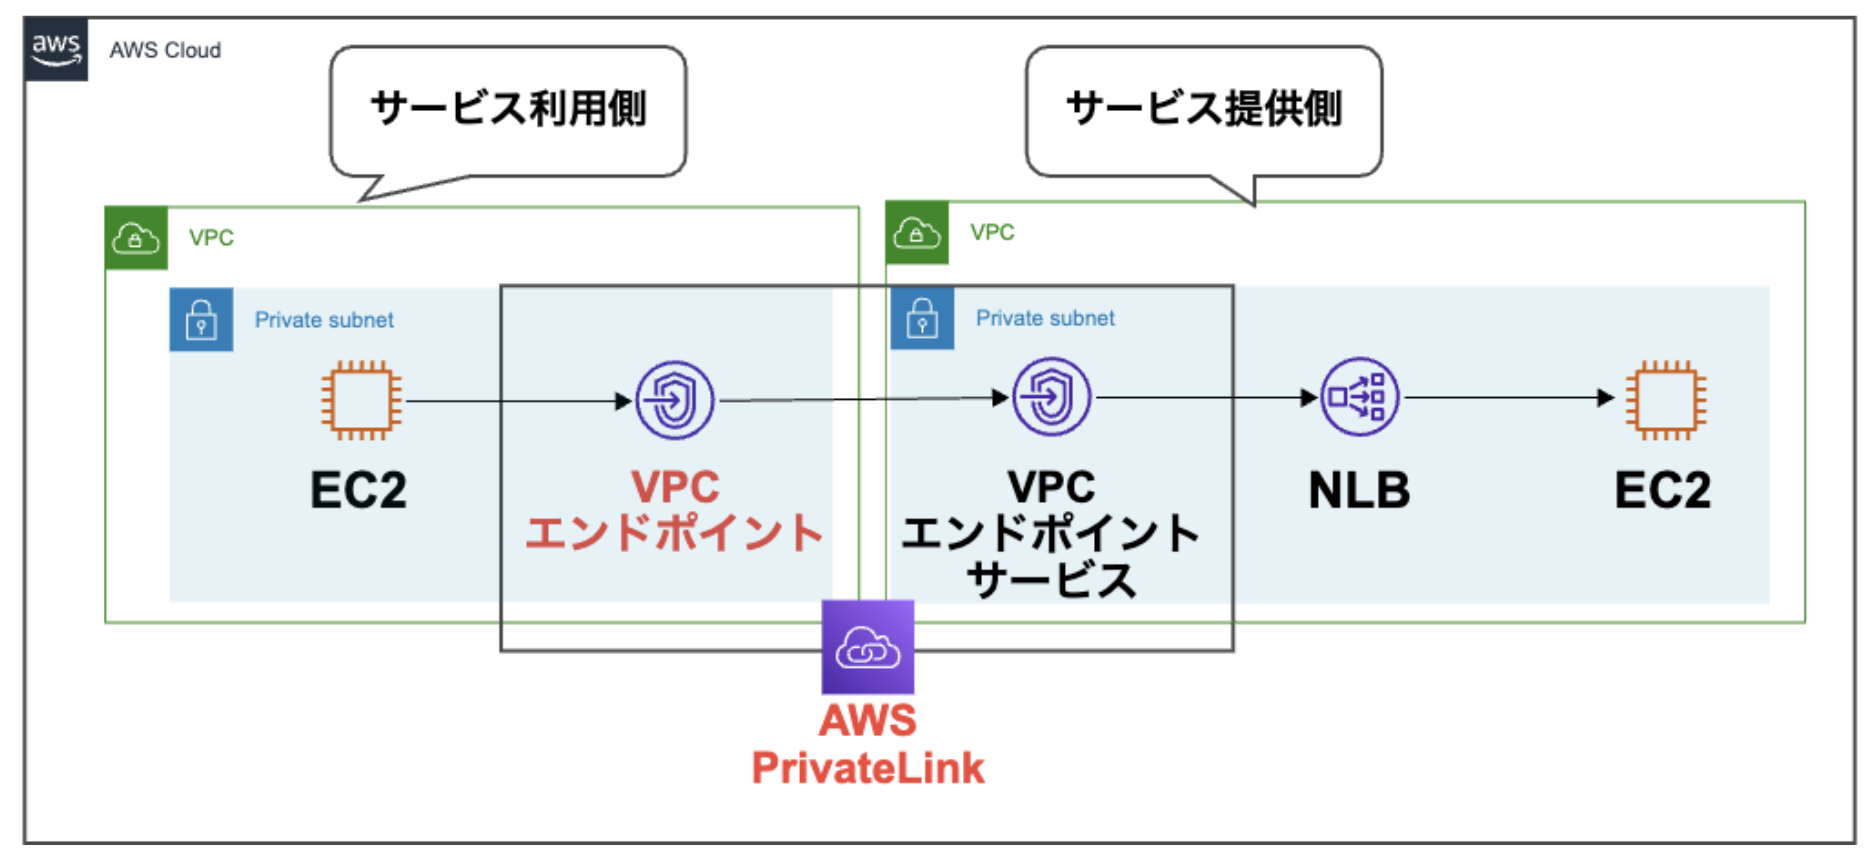 aws
AWS Cloud
サービス利用側
サービス提供側
VPC
VPC
Private subnet
Private subnet
EC2
VPC
エンドポイント
VPC
エンドポイント
サービス
NLB
EC2
AWS
PrivateLink